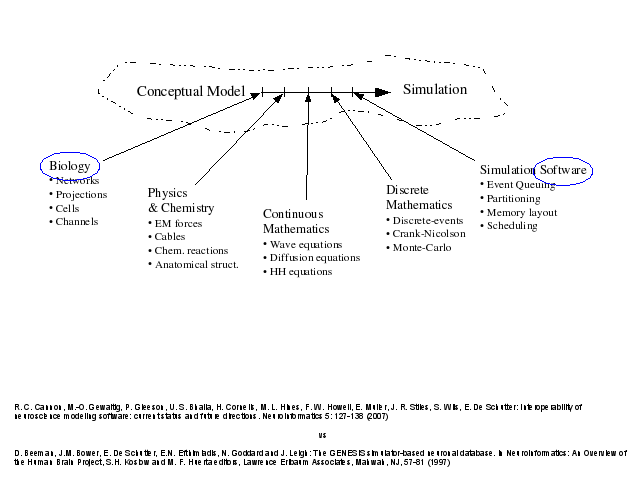 Conceptual Model
Simulation
Biology
• Networks
• Projections
• Cells
• Channels
Physics
& Chemistry
• EM forces
• Cables
• Chem. reactions
• Anatomical struct.
Continuous
Mathematics
• Wave equations
• Diffusion equations
• HH equations
Discrete
Mathematics
• Discrete-events
• Crank-Nicolson
• Monte-Carlo
Simulation Software
• Event Queuing
• Partitioning
• Memory layout
• Scheduling
R. C. Cannon, M.-O. Gewaltig, P. Gleeson, U. S. Bhalla, H. Cornelis, M. L. Hines, F. W. Howell, E. Muller, J. R. Stiles, S. Wils, E. De Schutter: Interoperability of
neuroscience modeling software: current status and future directions. Neuroinformatics 5: 127-138 (2007)
vs
D. Beeman, J.M. Bower, E. De Schutter, E.N. Efthimiadis, N. Goddard and J. Leigh: The GENESIS simulator-based neuronal database. In Neuroinformatics: An Overview of
the Human Brain Project, S.H. Koslow and M. F. Huerta editors, Lawrence Erlbaum Associates, Mahwah, NJ, 57-81 (1997)